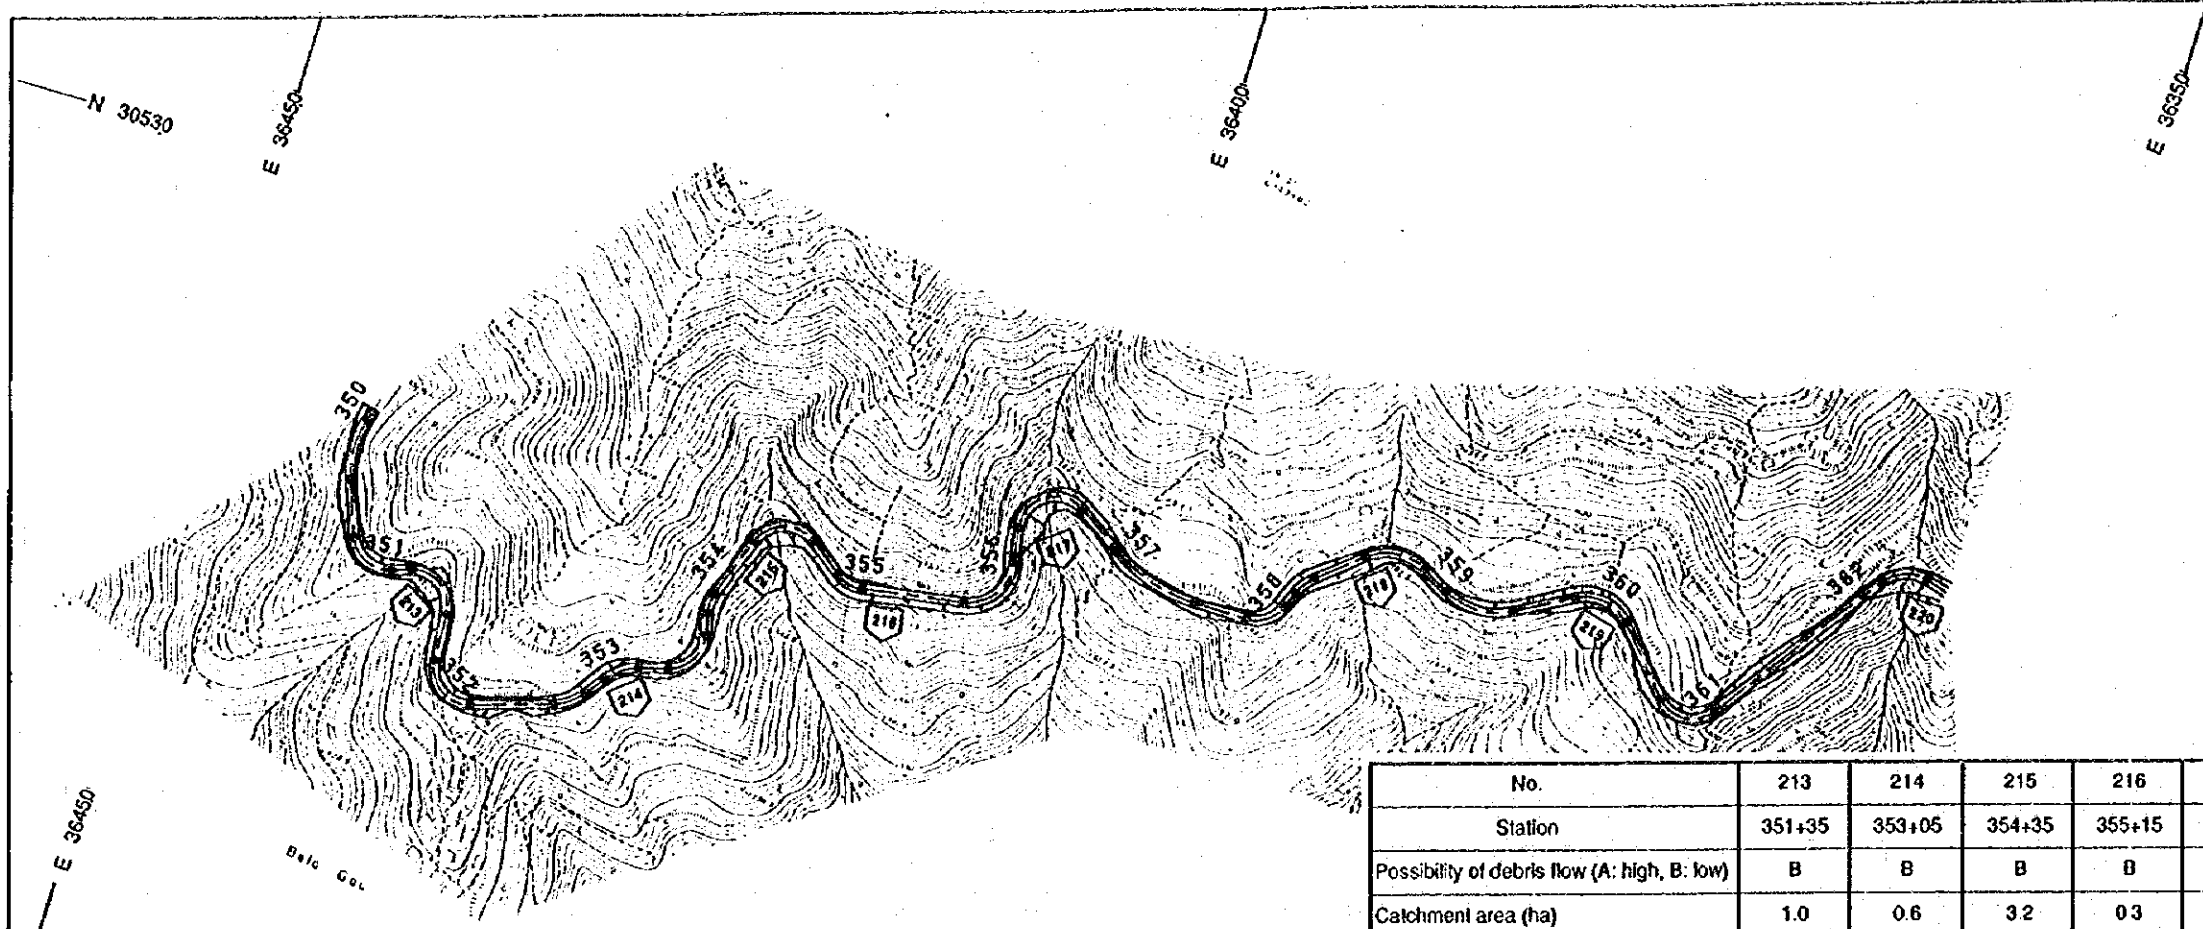 N 30530
E 36450
E 36400
E 36350
350
351
352
353
354
355
356
357
358
359
360
361
362
213
214
215
216
217
218
219
220
E 36450
No. 213 214 215 216
Station 351+35 353+05 354+35 355+15
Possibility of debris flow (A: high, B: low) B B B B
Catchment area (ha) 1.0 0.6 3.2 0.3